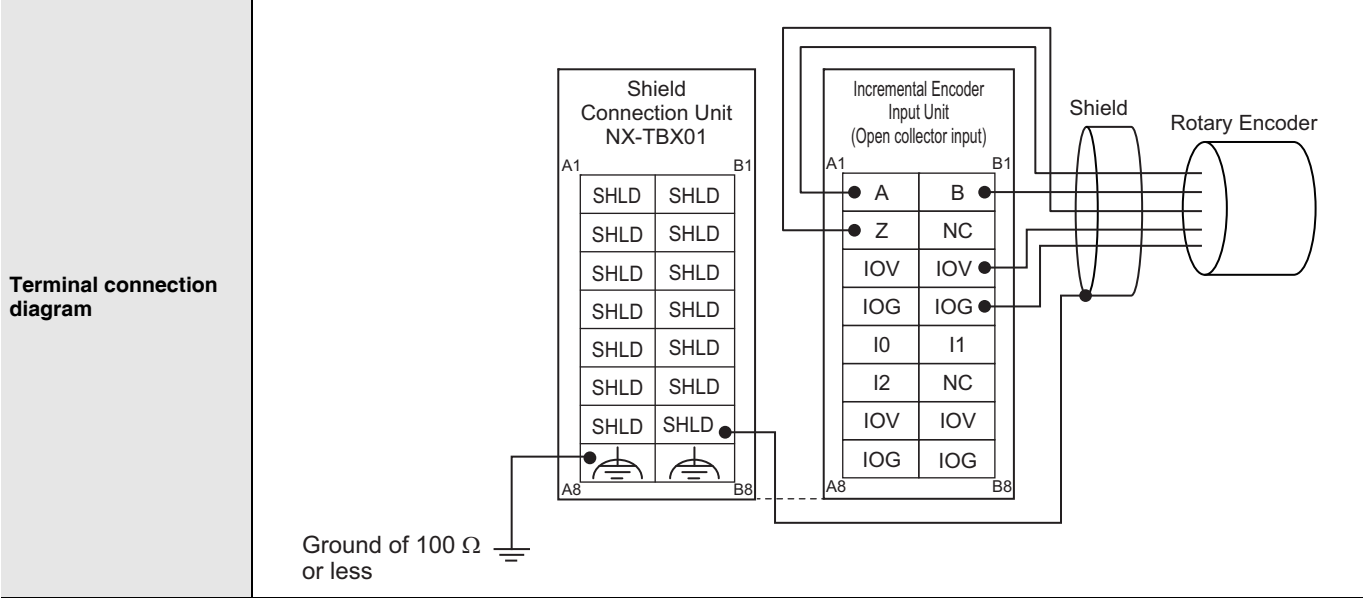 Terminal connection
diagram
Shield
Connection Unit
NX-TBX01
A1 B1
SHLD SHLD
SHLD SHLD
SHLD SHLD
SHLD SHLD
SHLD SHLD
SHLD SHLD
SHLD SHLD
A8 B8
Ground of 100 Ω
or less
Incremental Encoder
Input Unit
(Open collector input)
A1 B1
A B
Z NC
IOV IOV
IOG IOG
I0 I1
I2 NC
IOV IOV
IOG IOG
A8 B8
Shield
Rotary Encoder